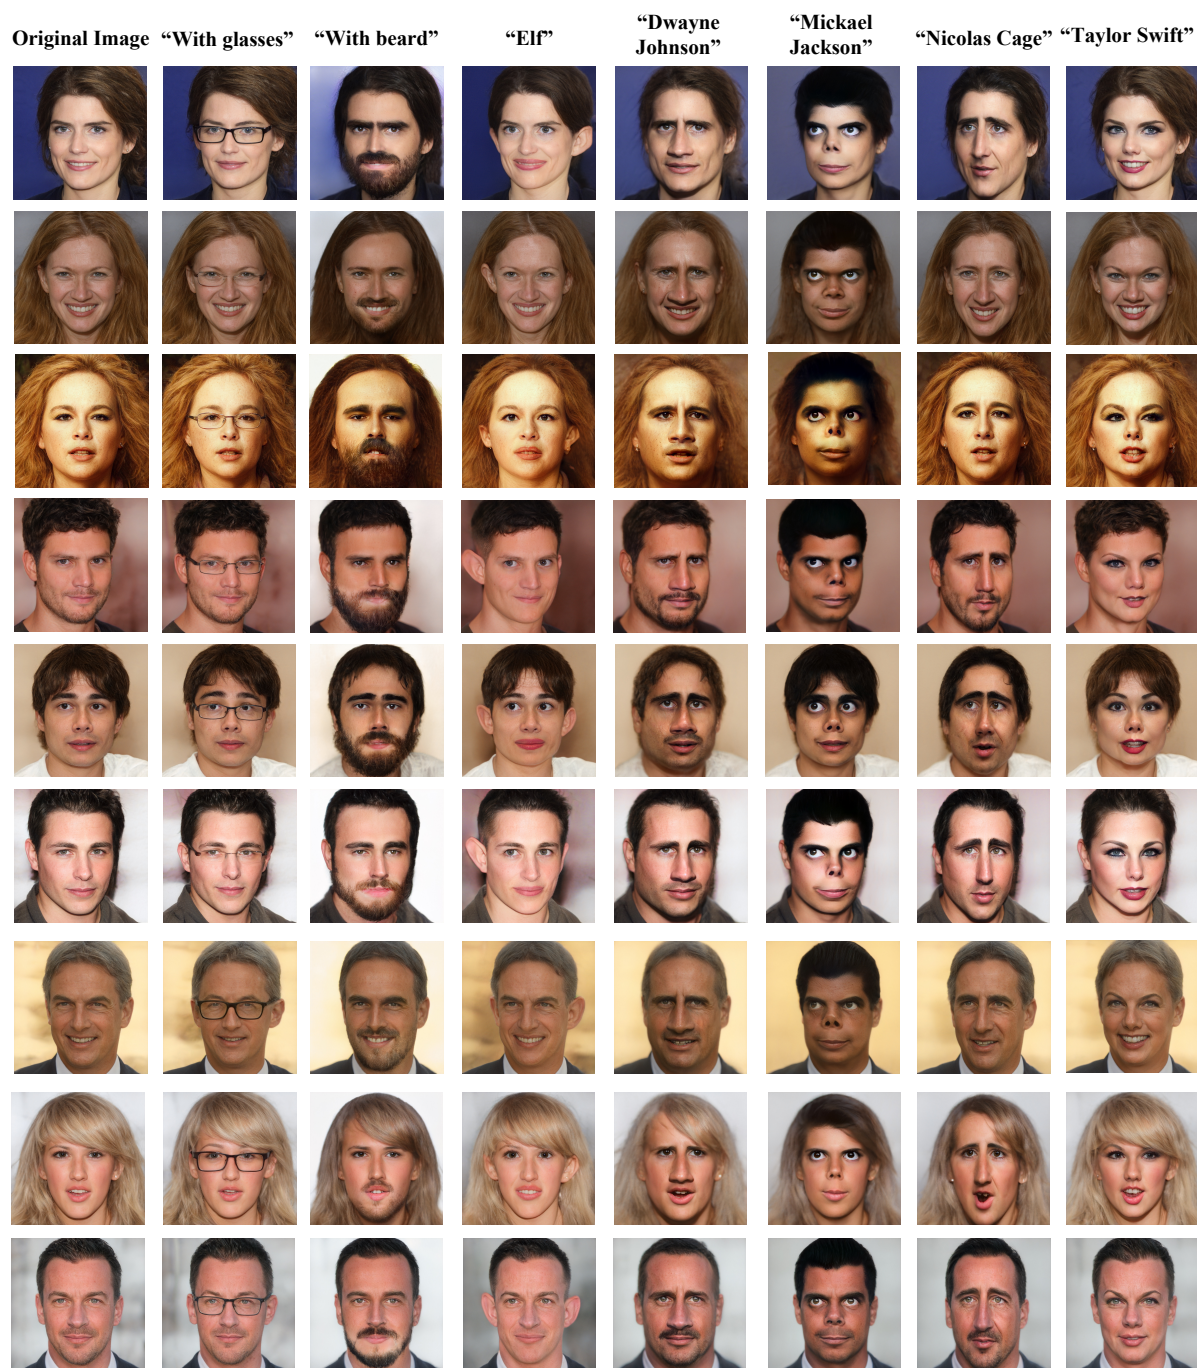 “Dwayne “Mickael
Original Image “With glasses” “With beard” “Elf” Johnson” Jackson” “Nicolas Cage” “Taylor Swift”